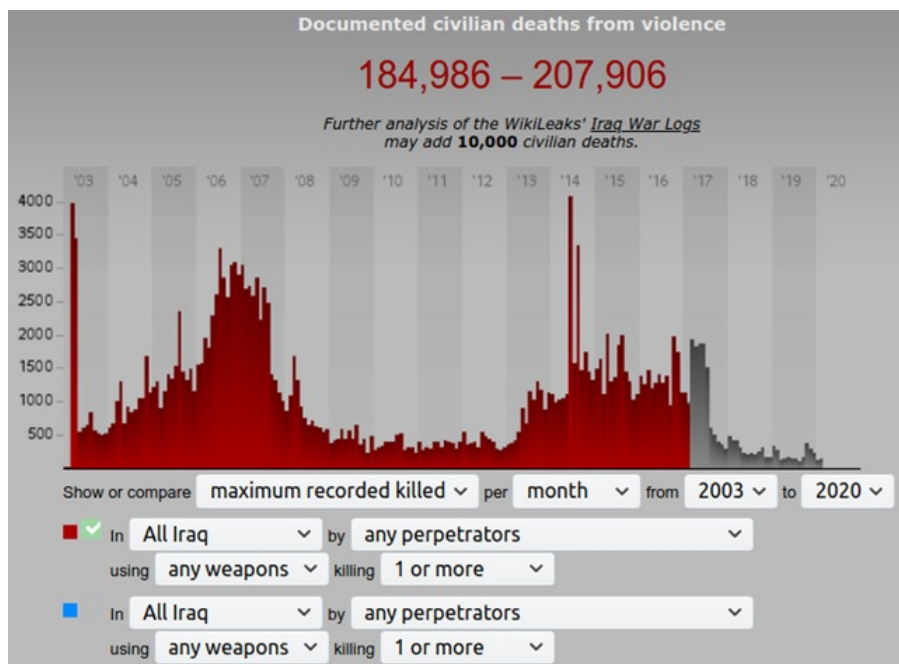 Documented civilian deaths from violence
184,986 – 207,906
Further analysis of the WikiLeaks' Iraq War Logs
may add 10,000 civilian deaths.
'03 '04 '05 '06 '07 '08 '09 '10 '11 '12 '13 '14 '15 '16 '17 '18 '19 '20
4000
3500
3000
2500
2000
1500
1000
500
Show or compare maximum recorded killed per month from 2003 to 2020
In All Iraq by any perpetrators
using any weapons killing 1 or more
In All Iraq by any perpetrators
using any weapons killing 1 or more